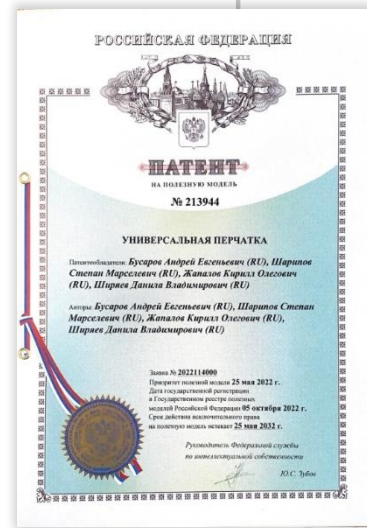 РОССИЙСКАЯ ФЕДЕРАЦИЯ
ПАТЕНТ
НА ПОЛЕЗНУЮ МОДЕЛЬ
№ 213944
УНИВЕРСАЛЬНАЯ ПЕРЧАТКА
Патентообладатели: Бусаров Андрей Евгеньевич (RU), Шарипов
Степан Марселевич (RU), Жапалов Кирилл Олегович
(RU), Ширяев Данила Владимирович (RU)
Авторы: Бусаров Андрей Евгеньевич (RU), Шарипов Степан
Марселевич (RU), Жапалов Кирилл Олегович (RU),
Ширяев Данила Владимирович (RU)
Заявка № 2022114000
Приоритет полезной модели 25 мая 2022 г.
Дата государственной регистрации
в Государственном реестре полезных
моделей Российской Федерации 05 октября 2022 г.
Срок действия исключительного права
на полезную модель истекает 25 мая 2032 г.
Руководитель Федеральной службы
по интеллектуальной собственности
Ю.С. Зубов